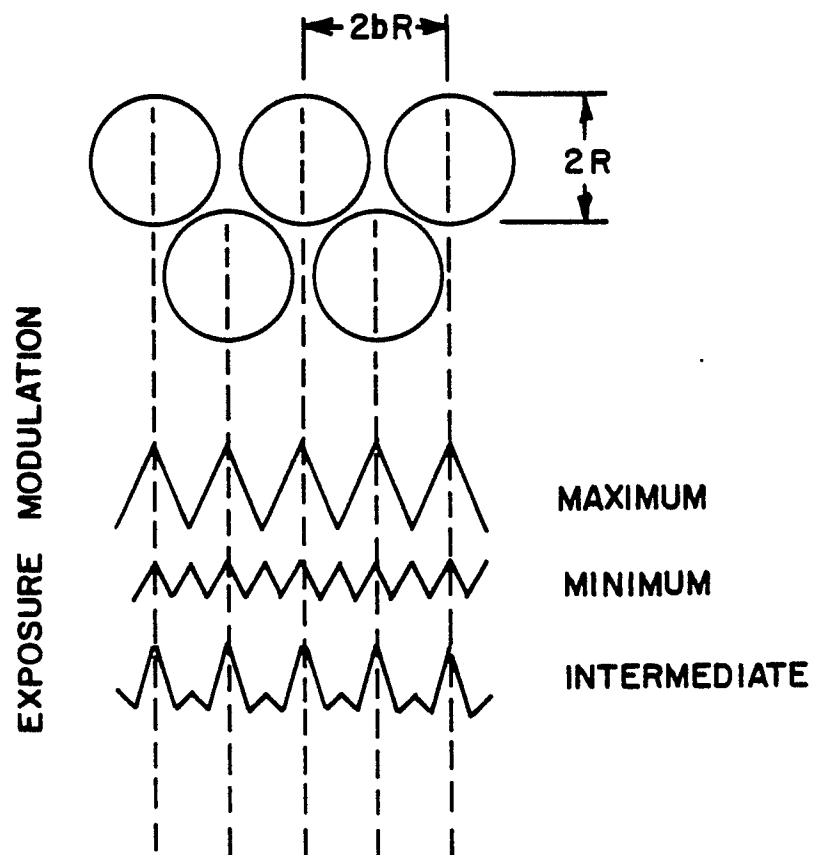 2bR
2R
EXPOSURE MODULATION
MAXIMUM
MINIMUM
INTERMEDIATE